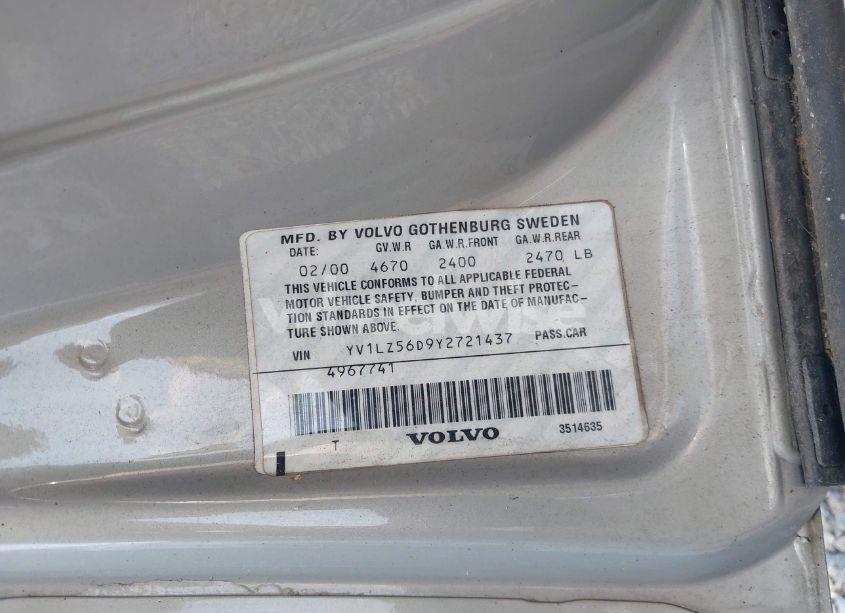 MFD. BY VOLVO GOTHENBURG SWEDEN
DATE: GV.W.R GA.W.R.FRONT GA.W.R.REAR
02/00 4670 2400 2470 LB
THIS VEHICLE CONFORMS TO ALL APPLICABLE FEDERAL
MOTOR VEHICLE SAFETY, BUMPER AND THEFT PROTEC-
TION STANDARDS IN EFFECT ON THE DATE OF MANUFAC-
TURE SHOWN ABOVE.
VIN YV1LZ56D9Y2721437 PASS.CAR
4967741
T VOLVO 3514635